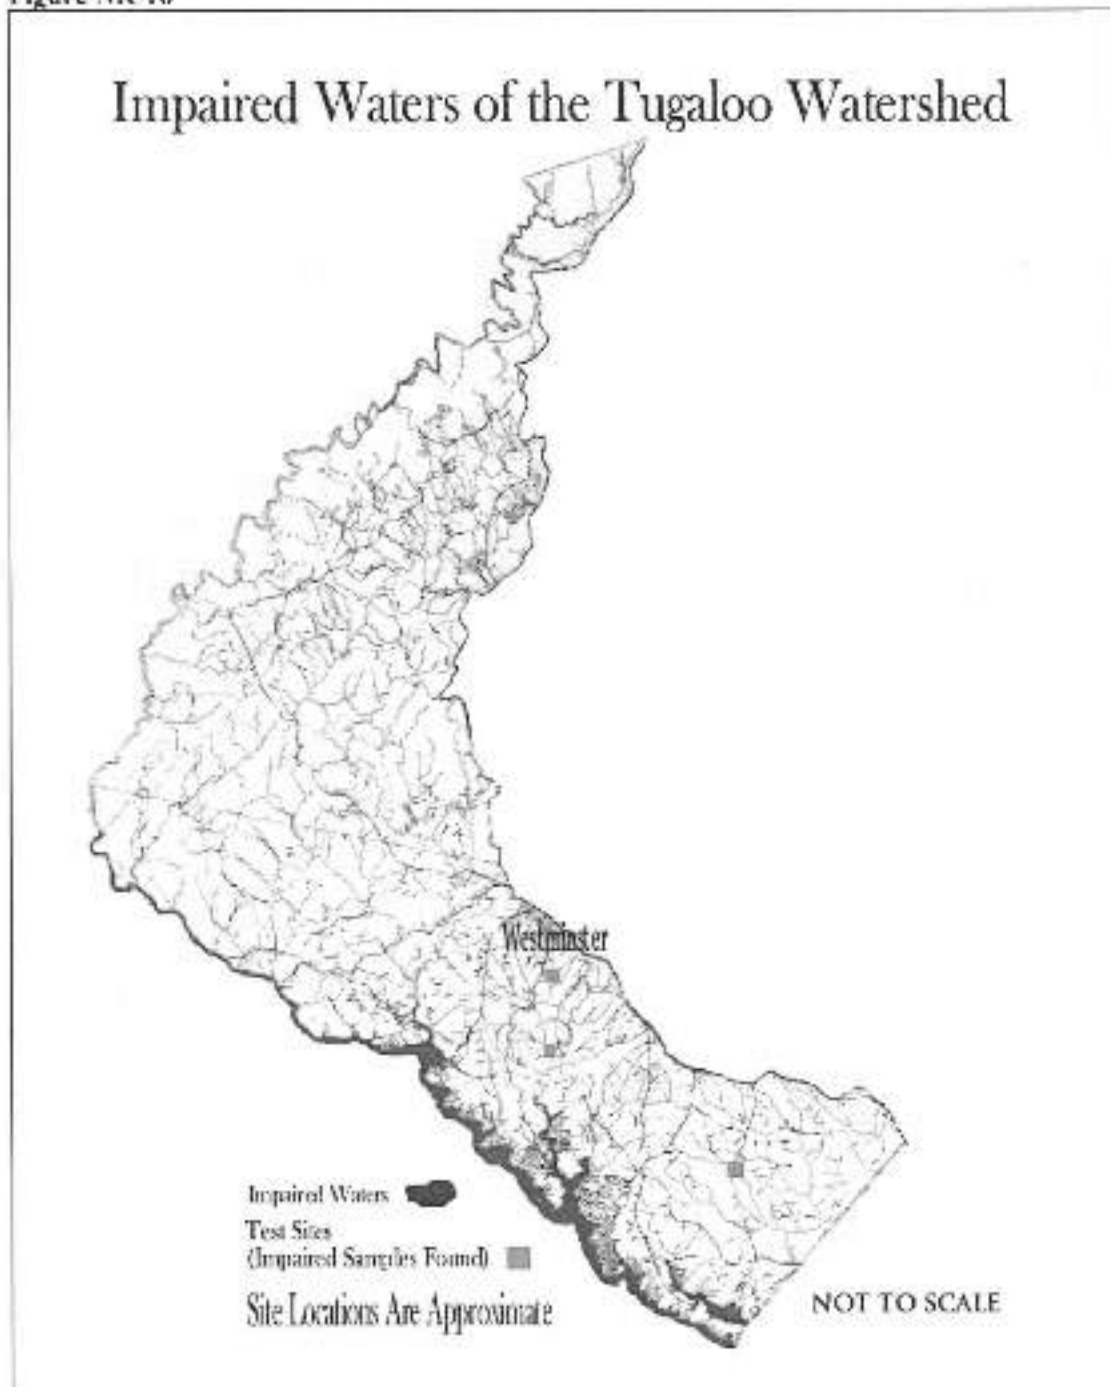 Impaired Waters of the Tugaloo Watershed
Westminster
Impaired Waters
Test Sites
(Impaired Samples Found)
Site Locations Are Approximate
NOT TO SCALE